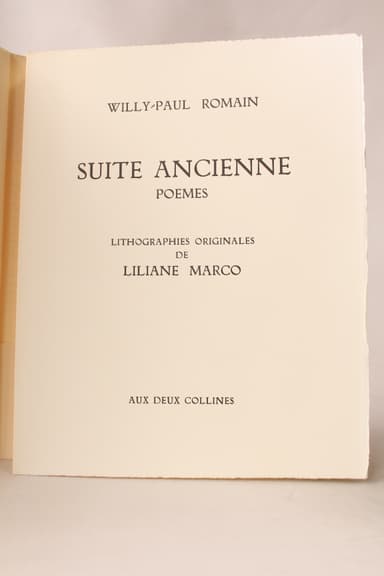 WILLY-PAUL ROMAIN
SUITE ANCIENNE
POEMES
LITHOGRAPHIES ORIGINALES
DE
LILIANE MARCO
AUX DEUX COLLINES